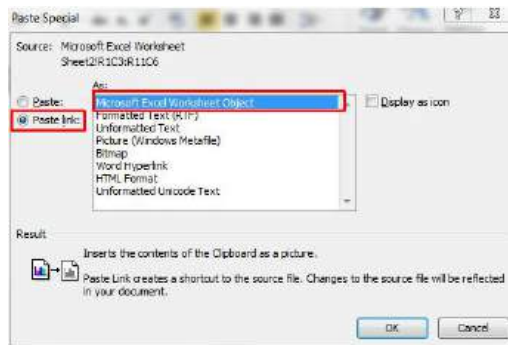 Paste Special
Source: Microsoft Excel Worksheet
Sheet2!R1C3:R11C6
As:
Paste:
Paste link:
Microsoft Excel Worksheet Object
Formatted Text (RTF)
Unformatted Text
Picture (Windows Metafile)
Bitmap
Word Hyperlink
HTML Format
Unformatted Unicode Text
Display as icon
Result
Inserts the contents of the Clipboard as a picture.
Paste Link creates a shortcut to the source file. Changes to the source file will be reflected
in your document.
OK
Cancel